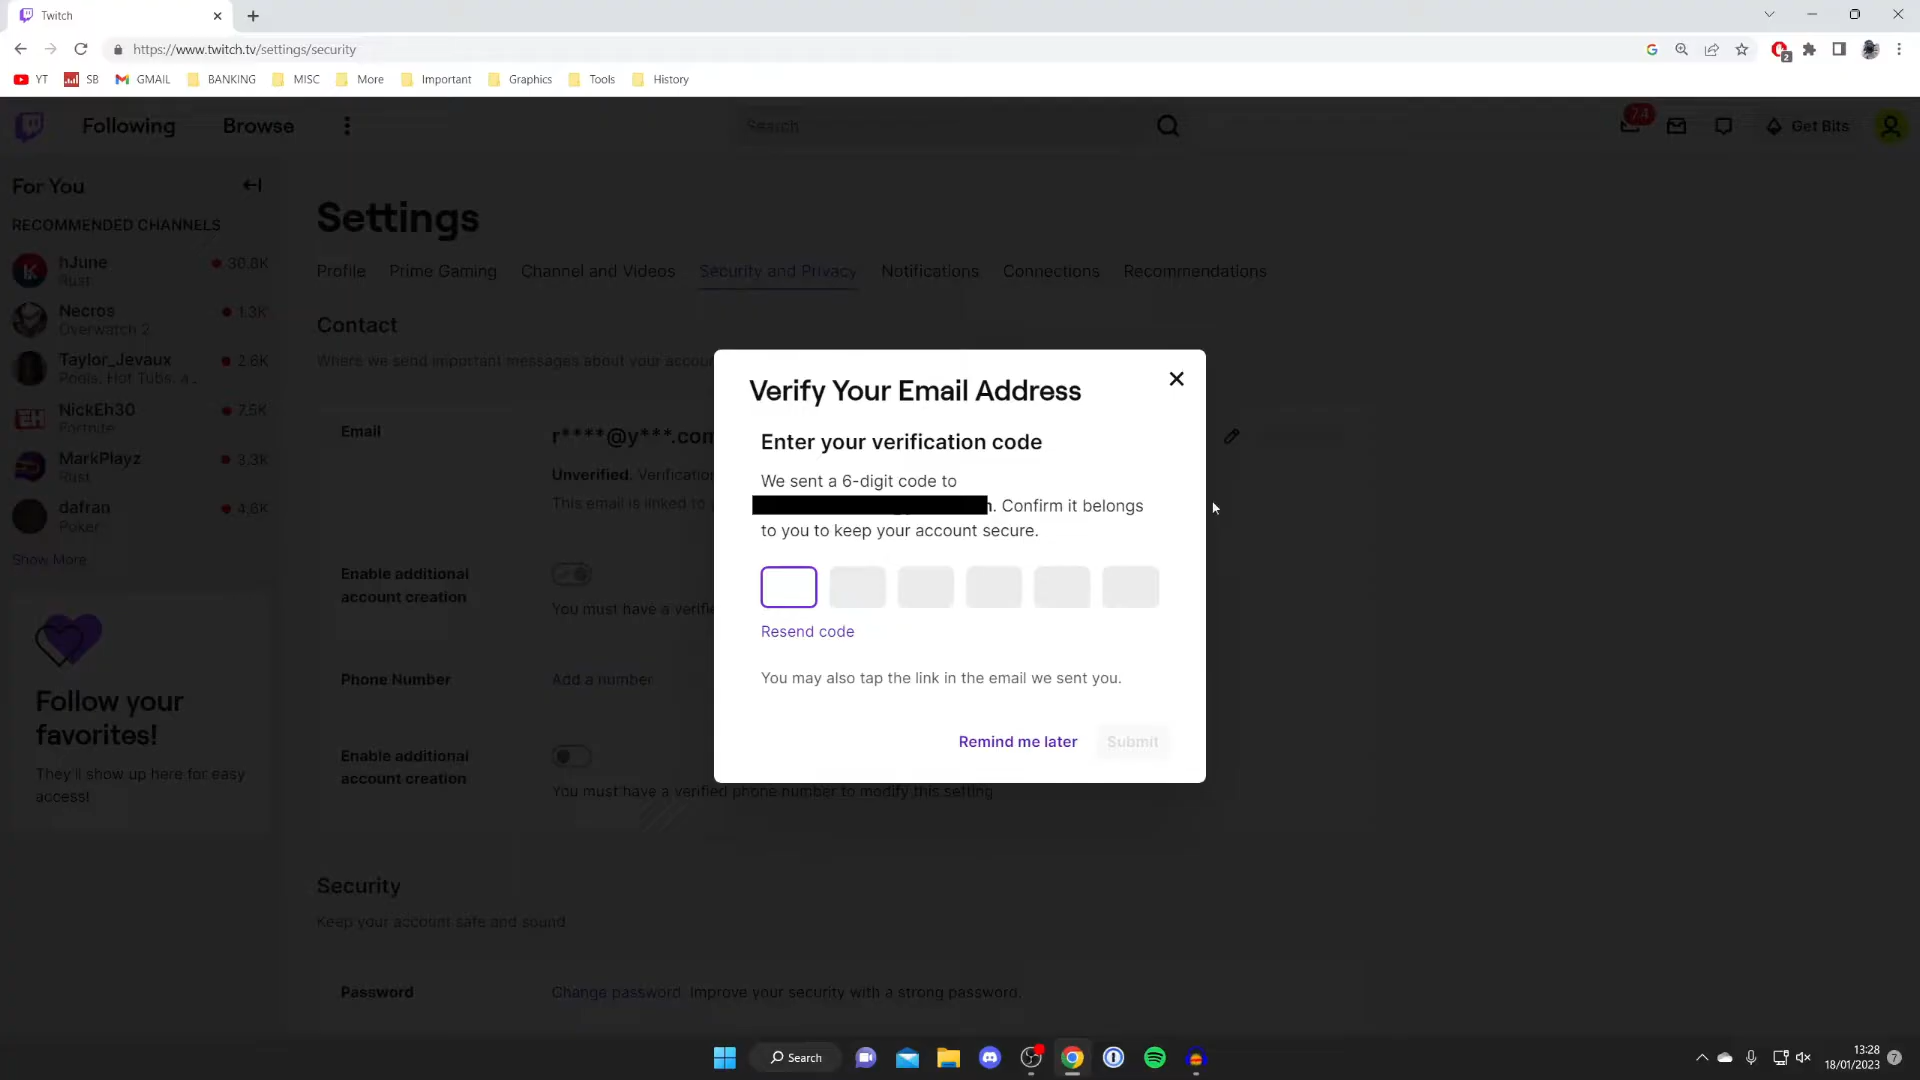 Twitch
https://www.twitch.tv/settings/security
2
YT
SB
GMAIL
BANKING
MISC
More
Important
Graphics
Tools
History
Following
Browse
Search
74
Get Bits
For You
RECOMMENDED CHANNELS
hJune
30.8K
Rust
Necros
1.3K
Overwatch 2
Taylor_Jevaux
2.6K
Pools, Hot Tubs, a...
NickEh30
7.5K
Fortnite
MarkPlayz
3.3K
Rust
dafran
4.6K
Poker
Show More
Follow your
favorites!
They'll show up here for easy
access!
Settings
Profile
Prime Gaming
Channel and Videos
Security and Privacy
Notifications
Connections
Recommendations
Contact
Where we send important messages about your accou
Email
r****@y***.com
Unverified. Verification
This email is linked to y
Enable additional
account creation
You must have a verifie
Phone Number
Add a number
Enable additional
account creation
You must have a verified phone number to modify this setting
Security
Keep your account safe and sound
Password
Change password. Improve your security with a strong password.
Verify Your Email Address
Enter your verification code
We sent a 6-digit code to
. Confirm it belongs
to you to keep your account secure.
Resend code
You may also tap the link in the email we sent you.
Remind me later
Submit
Search
13:28
18/01/2023
?